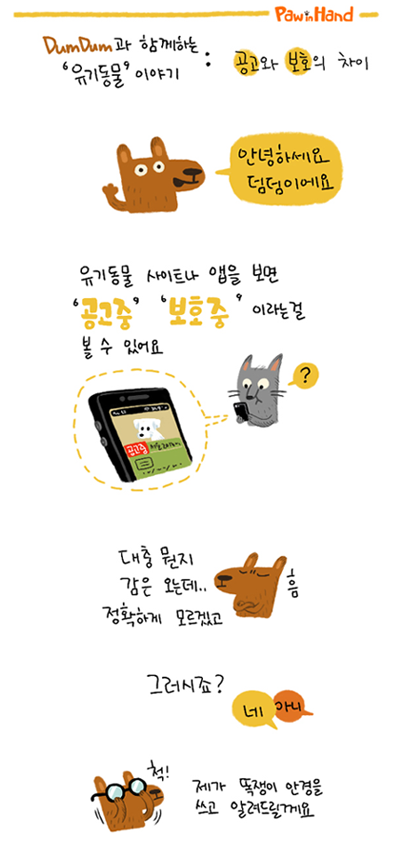 Paw in Hand
DumDum과 함께하는
"유기동물" 이야기 : 공고와 보호의 차이
안녕하세요
덤덤이에요
유기동물 사이트나 앱을 보면
'공고중' '보호중' 이라는걸
볼 수 있어요
?
공고중
대충 뭔지
감은 오는데..
정확하게 모르겠고
흠
그러시죠?
네 아니
척!
제가 똑쟁이 안경을
쓰고 알려드릴게요